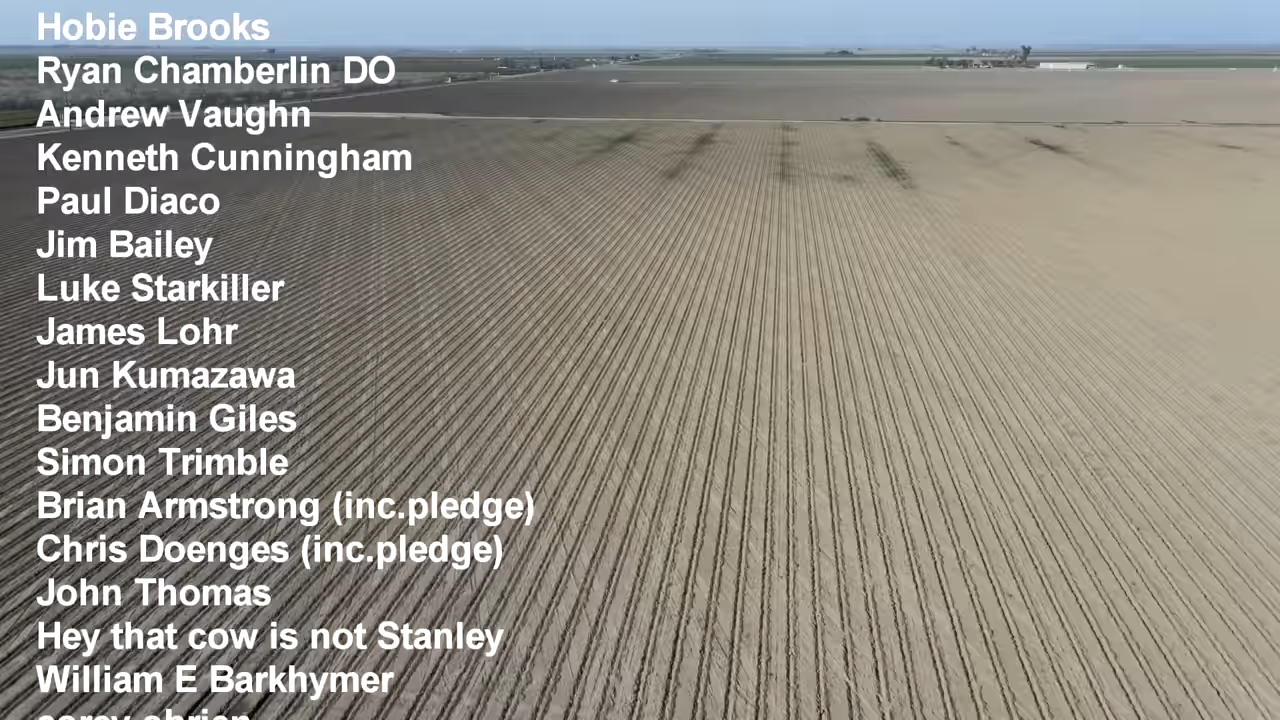 Hobie Brooks
Ryan Chamberlin DO
Andrew Vaughn
Kenneth Cunningham
Paul Diaco
Jim Bailey
Luke Starkiller
James Lohr
Jun Kumazawa
Benjamin Giles
Simon Trimble
Brian Armstrong (inc.pledge)
Chris Doenges (inc.pledge)
John Thomas
Hey that cow is not Stanley
William E Barkhymer